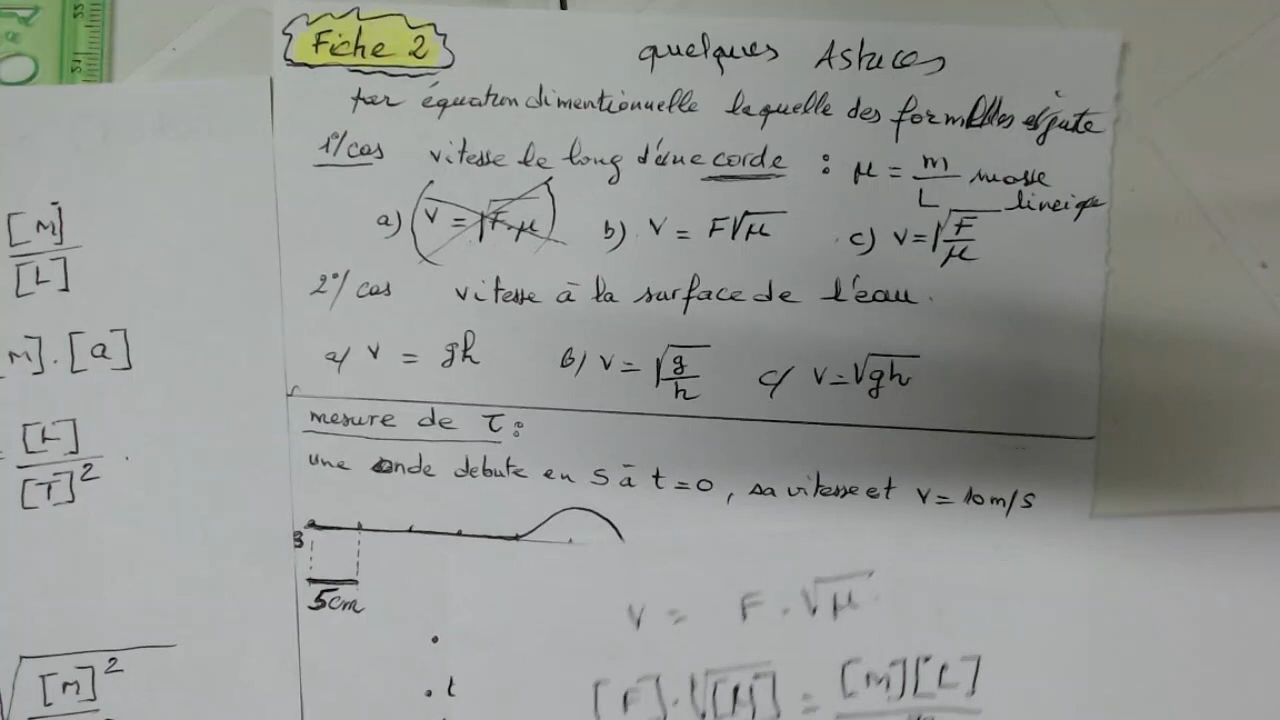 Fiche 2
quelques Astuces
par équation dimentionnelle laquelle des formules est juste
1°/cas vitesse le long d'une corde : μ = m/L masse lineique
a) (V = √F.μ) b) V = F√μ c) V = √F/μ
2°/cas vitesse à la surface de l'eau.
a/ V = gh b/ V = √g/h c/ V = √gh
mesure de τ :
une onde debute en S à t=0, sa vitesse et V = 10 m/s
S
5cm
t
V = F.√μ
[F].√[μ] = [M][L]
[M]
[L]
M].[a]
[L]
[T]²
[M]²